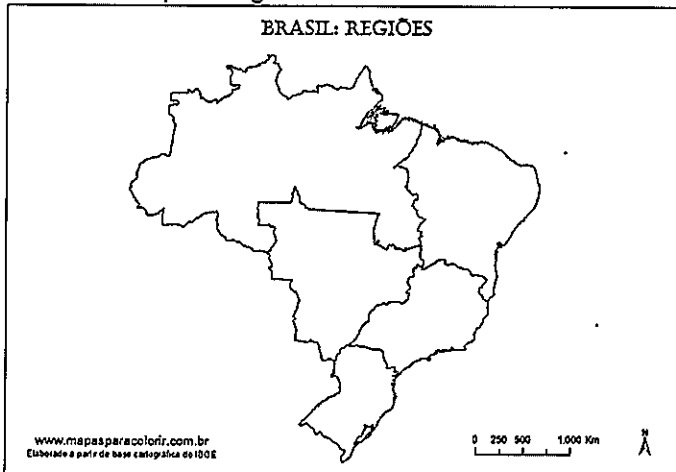 BRASIL: REGIÕES
www.mapasparacolorir.com.br
Elaborado a partir de base cartográfica do IBGE
0 250 500 1.000 Km
N